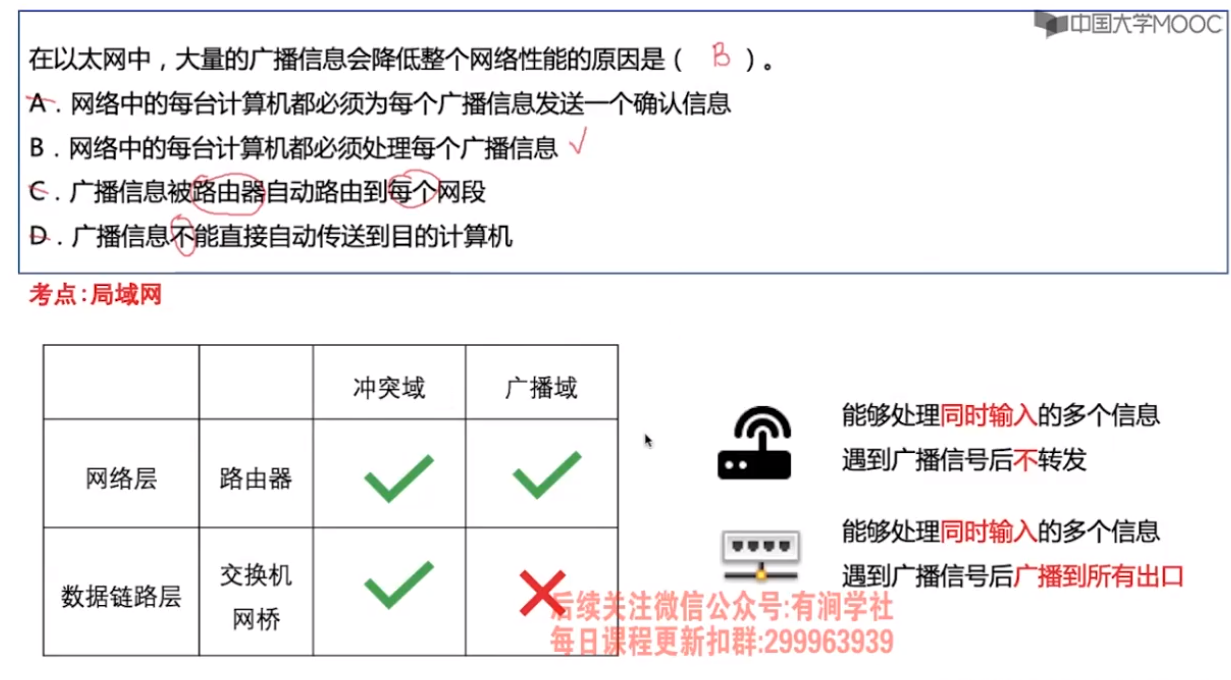 中国大学MOOC
在以太网中，大量的广播信息会降低整个网络性能的原因是（ B ）。
A．网络中的每台计算机都必须为每个广播信息发送一个确认信息
B．网络中的每台计算机都必须处理每个广播信息 √
C．广播信息被路由器自动路由到每个网段
D．广播信息不能直接自动传送到目的计算机
考点:局域网
冲突域 广播域
网络层 路由器
数据链路层 交换机
网桥
能够处理同时输入的多个信息
遇到广播信号后不转发
能够处理同时输入的多个信息
遇到广播信号后广播到所有出口
后续关注微信公众号:有涧学社
每日课程更新扣群:299963939